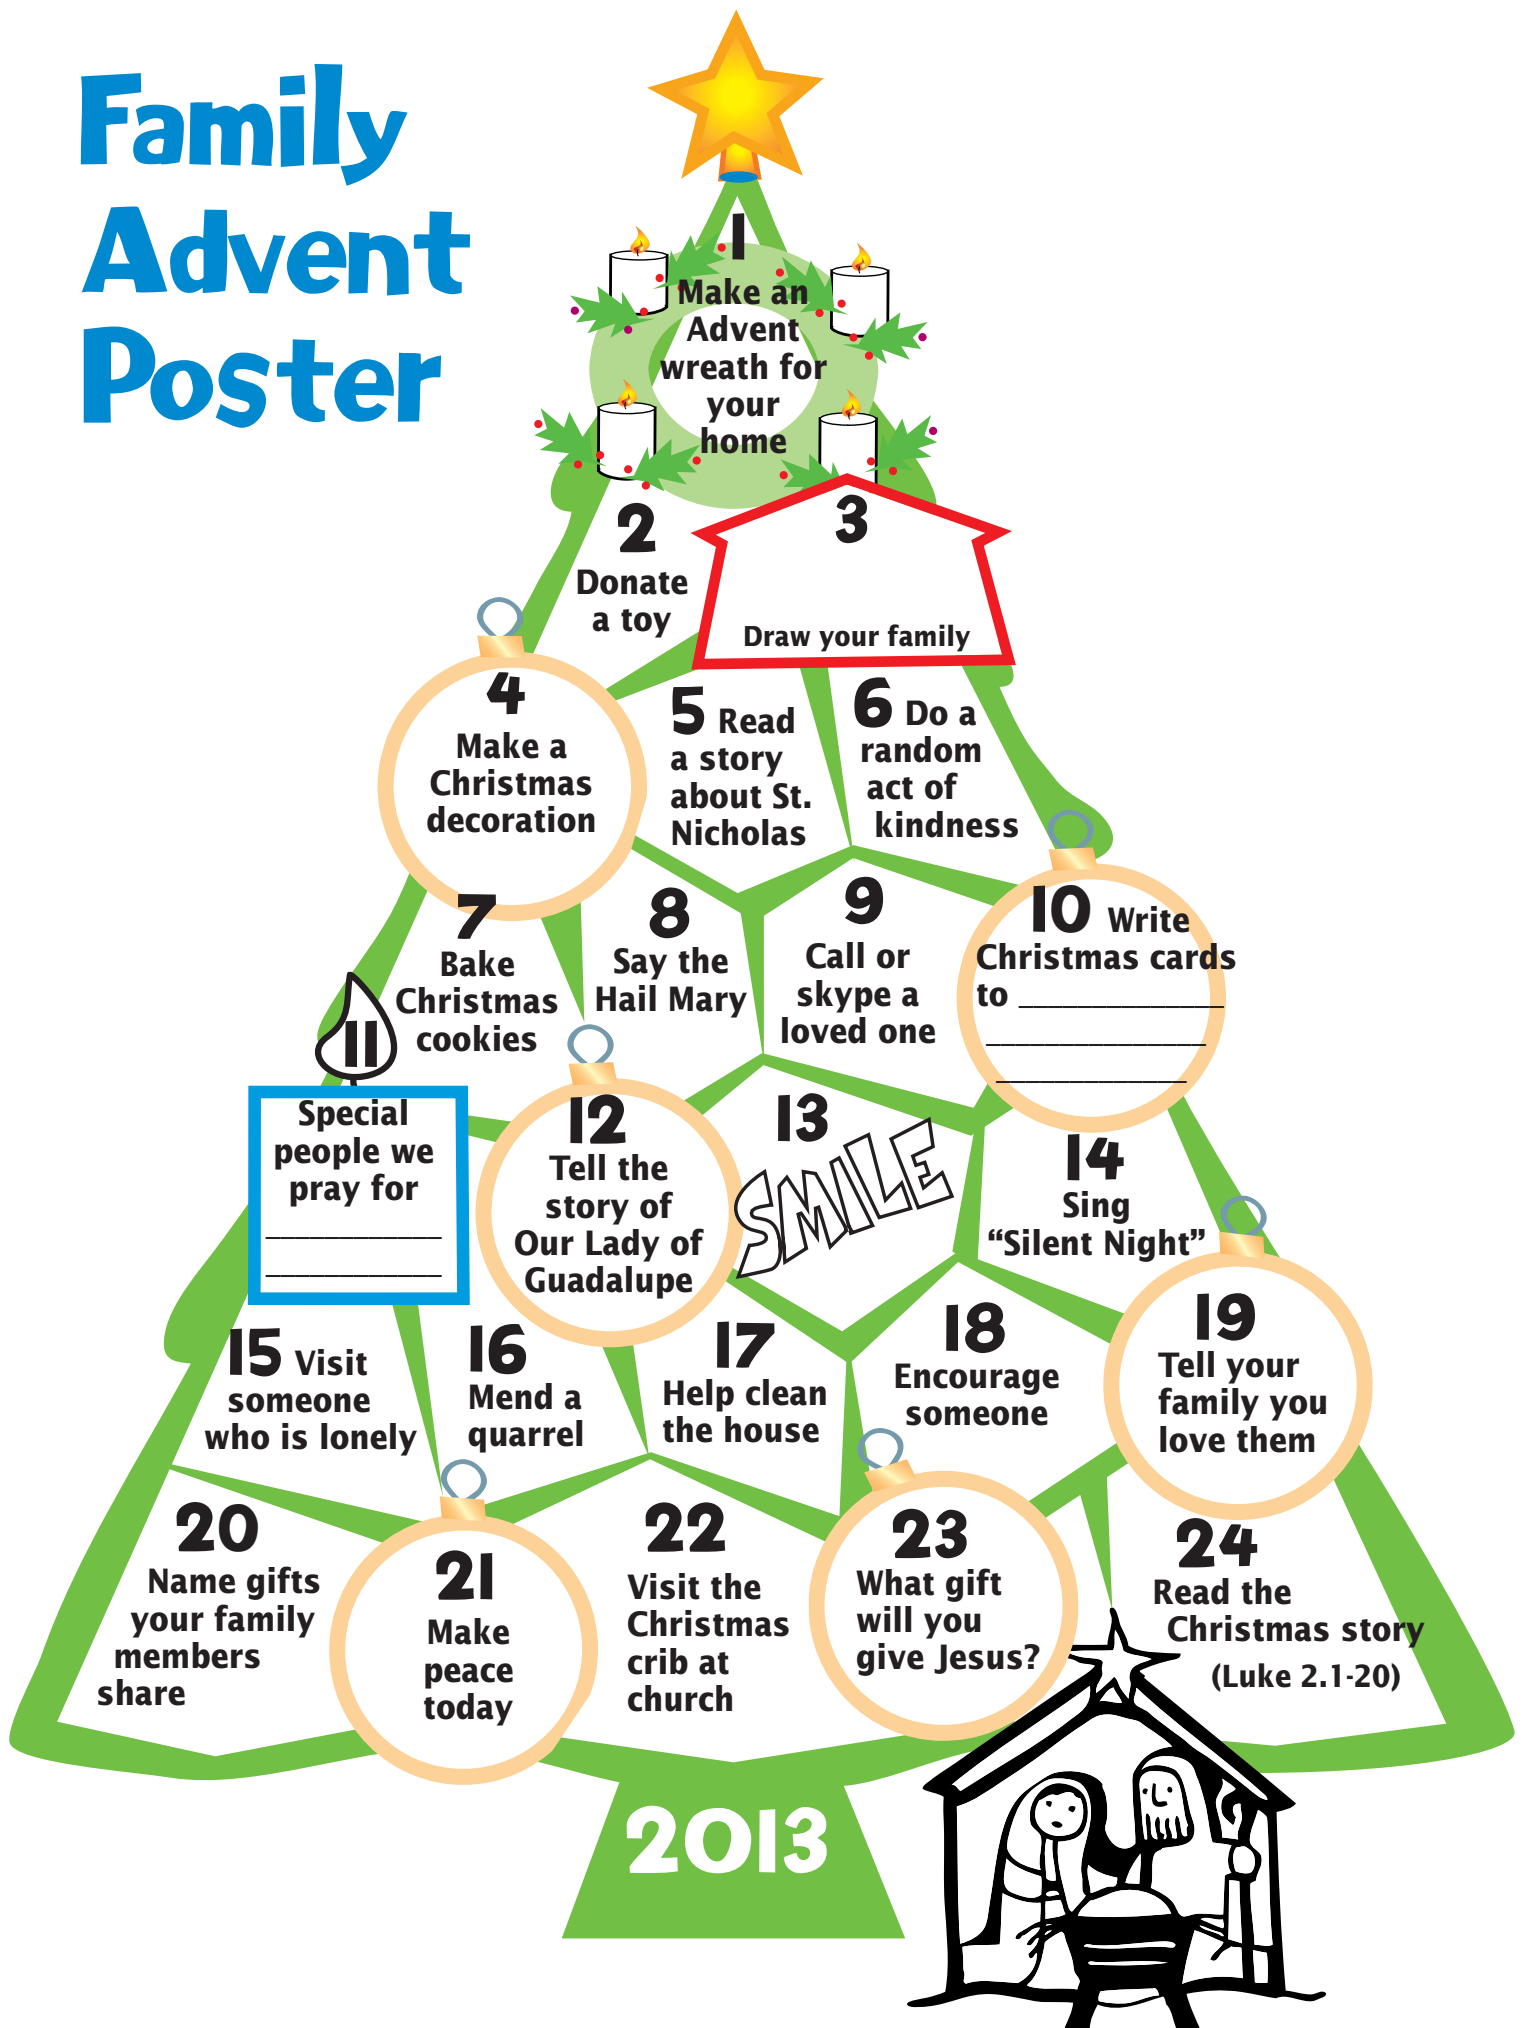 Family
Advent
Poster
1
Make an
Advent
wreath for
your
home
2
Donate
a toy
3
Draw your family
4
Make a
Christmas
decoration
5 Read
a story
about St.
Nicholas
6 Do a
random
act of
kindness
7
Bake
Christmas
cookies
8
Say the
Hail Mary
9
Call or
skype a
loved one
10 Write
Christmas cards
to ______________
_______________
_____________
11
Special
people we
pray for
____________
____________
12
Tell the
story of
Our Lady of
Guadalupe
13
SMILE
14
Sing
“Silent Night”
15 Visit
someone
who is lonely
16
Mend a
quarrel
17
Help clean
the house
18
Encourage
someone
19
Tell your
family you
love them
20
Name gifts
your family
members
share
21
Make
peace
today
22
Visit the
Christmas
crib at
church
23
What gift
will you
give Jesus?
24
Read the
Christmas story
(Luke 2.1-20)
2013